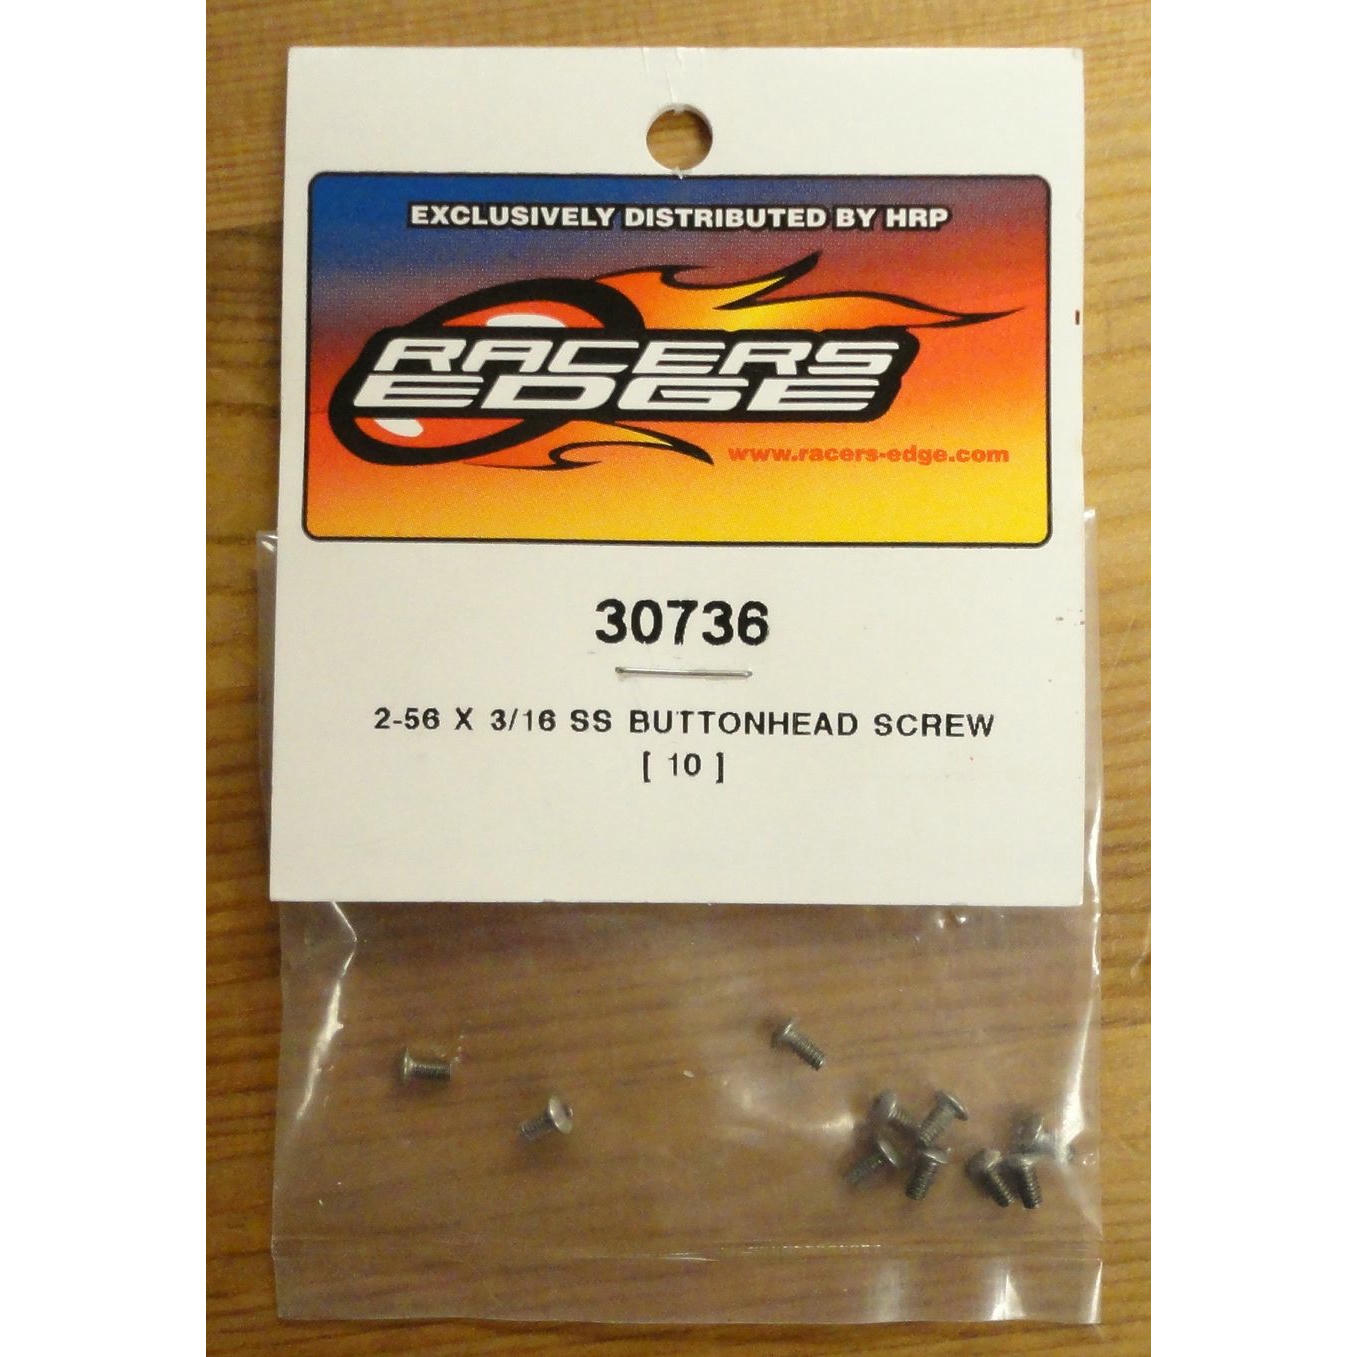 EXCLUSIVELY DISTRIBUTED BY HRP
RACERS
EDGE
www.racers-edge.com
30736
2-56 X 3/16 SS BUTTONHEAD SCREW
[ 10 ]